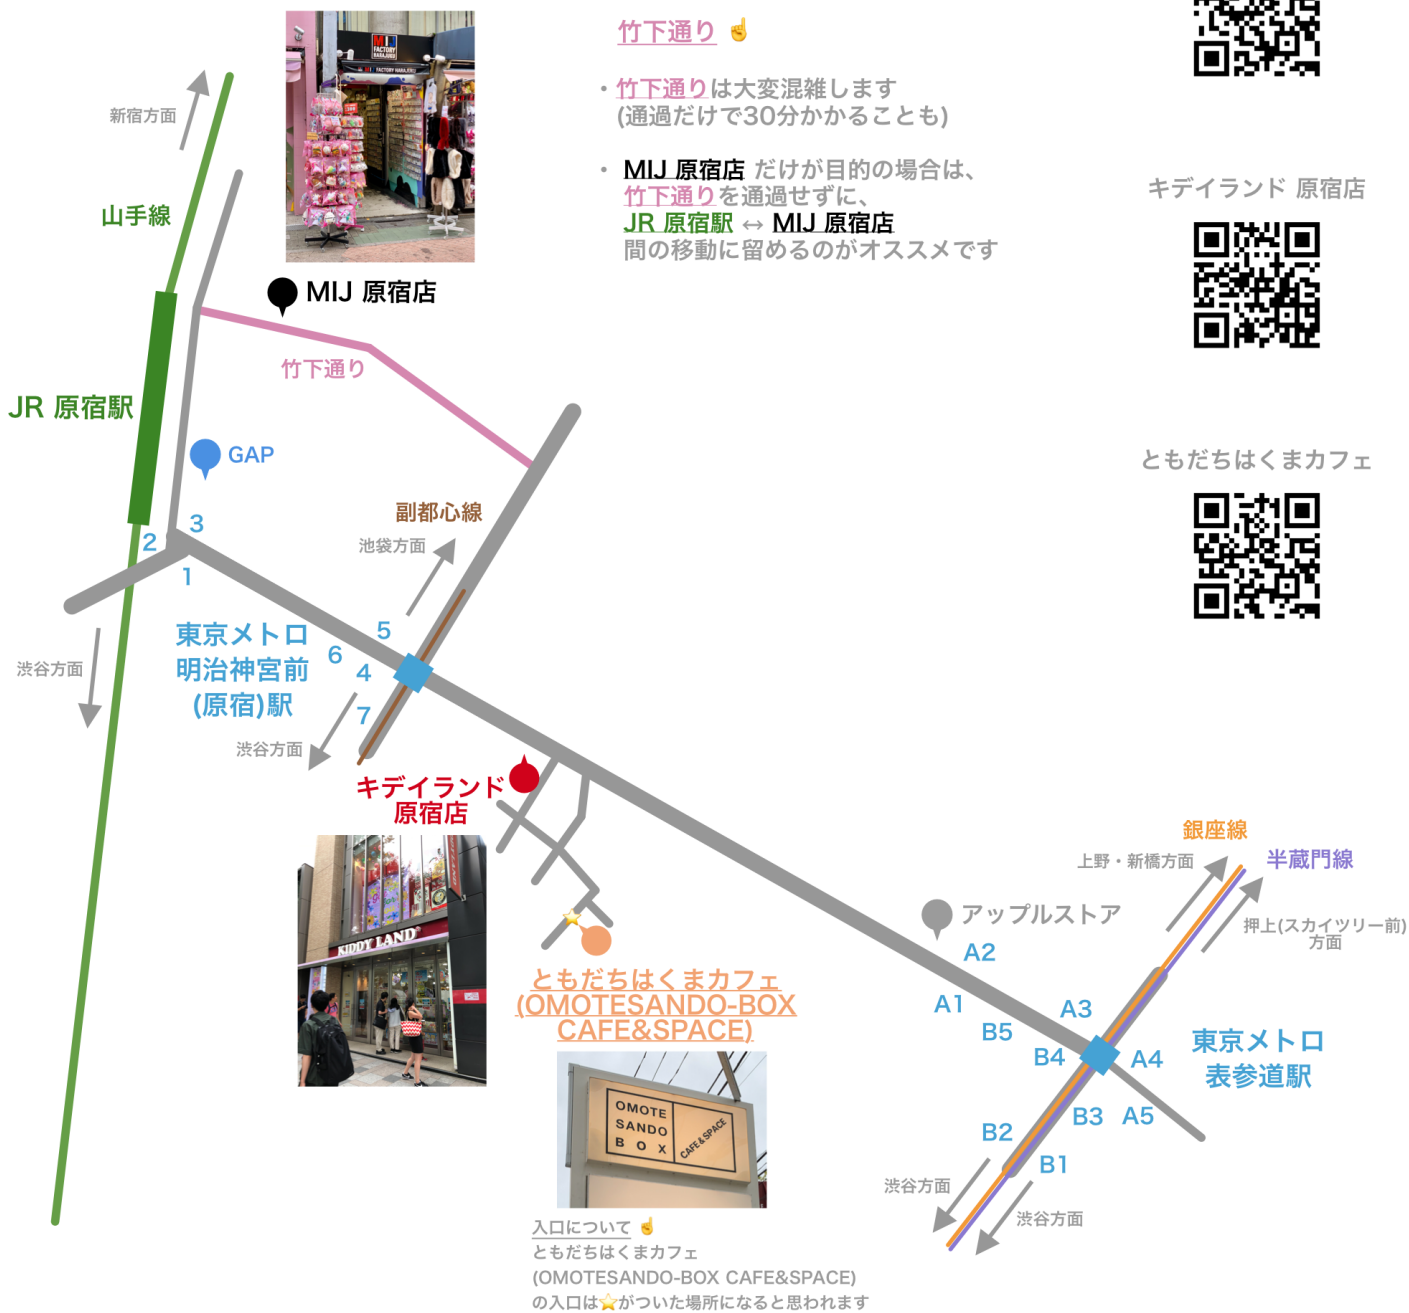 竹下通り ☝
・竹下通りは大変混雑します
(通過だけで30分かかることも)
・ MIJ 原宿店 だけが目的の場合は、
竹下通りを通過せずに、
JR 原宿駅 ↔ MIJ 原宿店
間の移動に留めるのがオススメです
キデイランド 原宿店
ともだちはくまカフェ
新宿方面
山手線
MIJ
FACTORY
HARAJUKU
MIJ FACTORY HARAJUKU
MIJ 原宿店
竹下通り
JR 原宿駅
GAP
副都心線
池袋方面
3
2
1
5
6
4
7
東京メトロ
明治神宮前
(原宿)駅
渋谷方面
渋谷方面
キデイランド
原宿店
KIDDY LAND
ともだちはくまカフェ
(OMOTESANDO-BOX
CAFE&SPACE)
OMOTE
SANDO
BOX
CAFE&SPACE
入口について ☝
ともだちはくまカフェ
(OMOTESANDO-BOX CAFE&SPACE)
の入口は⭐がついた場所になると思われます
銀座線
上野・新橋方面
半蔵門線
押上(スカイツリー前)
方面
アップルストア
A2
A1
A3
B5
B4
A4
東京メトロ
表参道駅
B3
A5
B2
B1
渋谷方面
渋谷方面